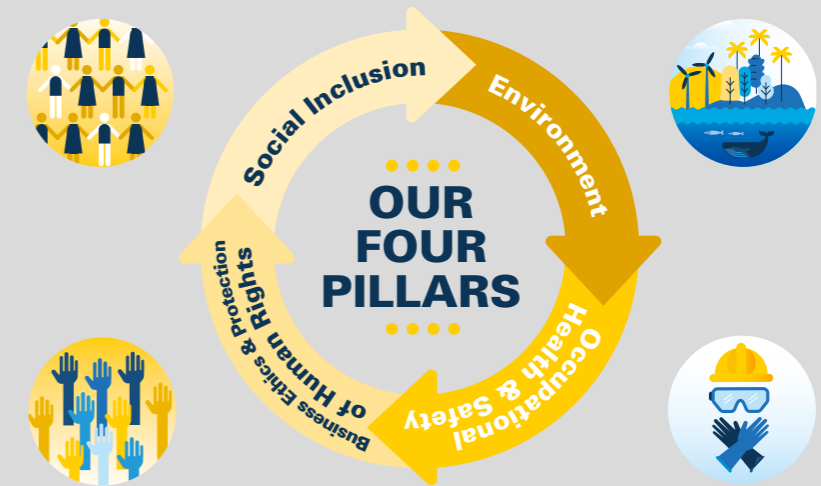 Social Inclusion
Environment
OUR
FOUR
PILLARS
Occupational
Health & Safety
Business Ethics & Protection
of Human Rights